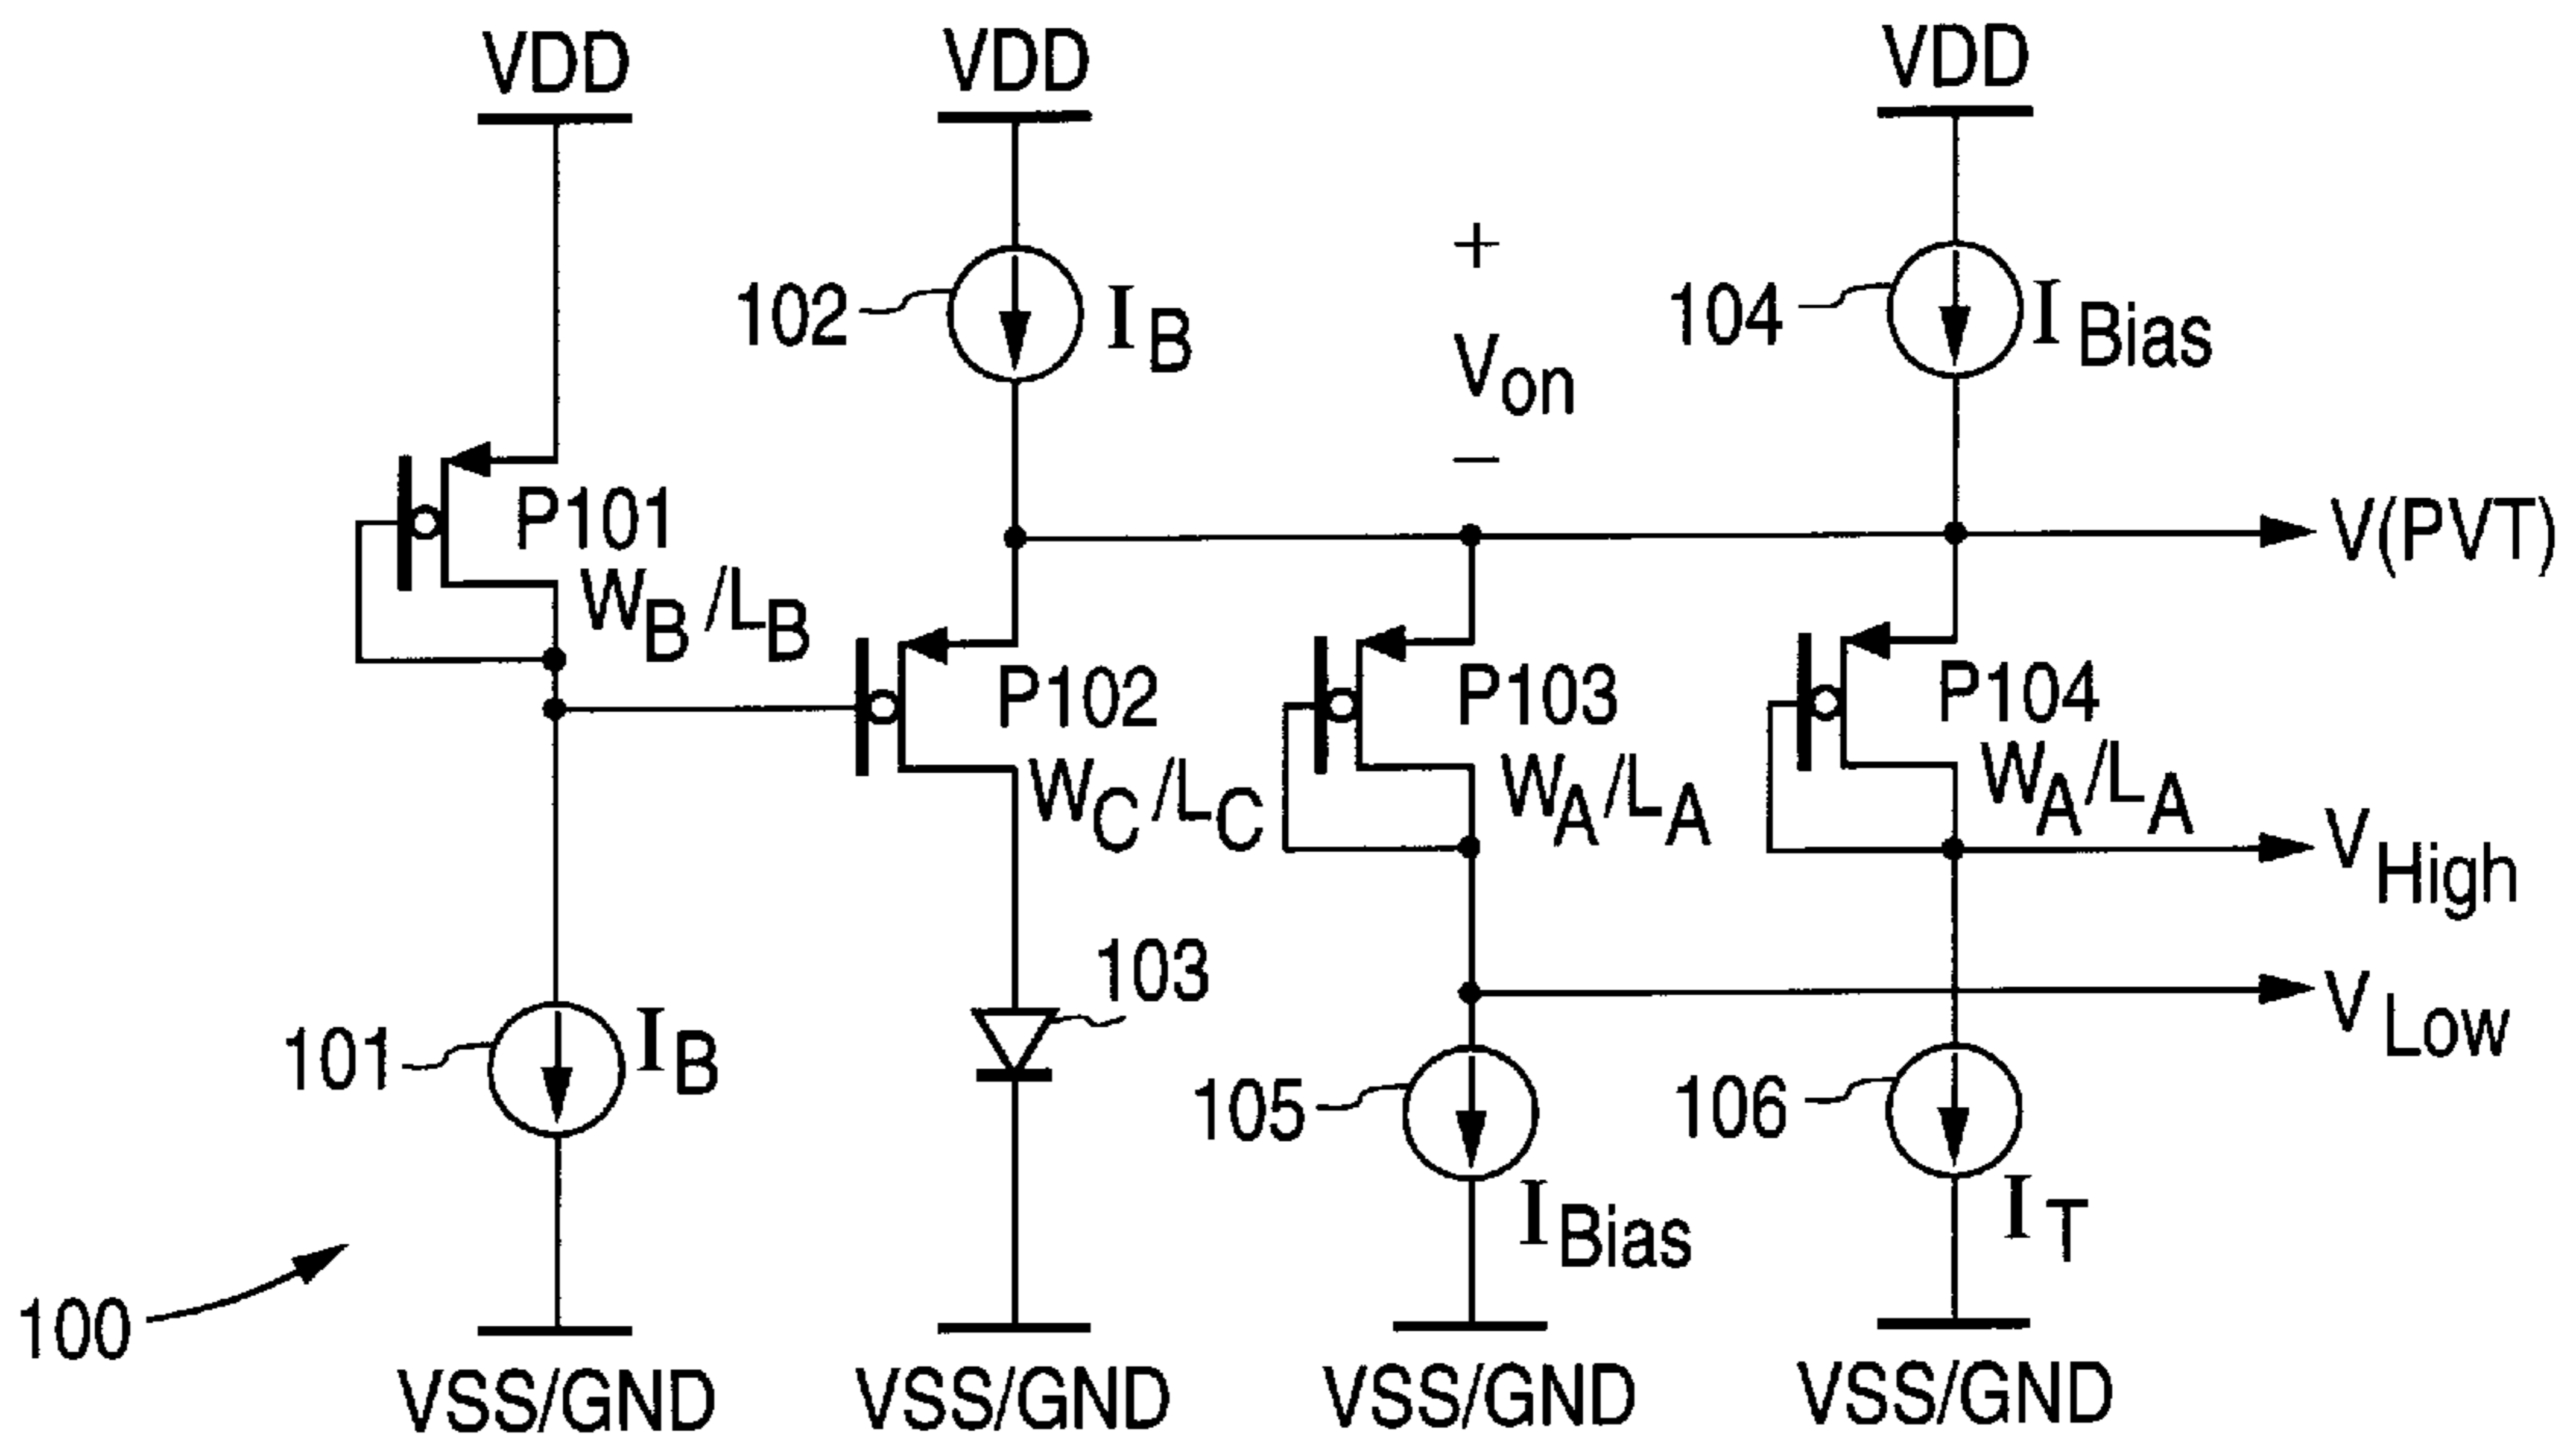 VDD VDD VDD
102 I B + Von − 104 I Bias
P101 V(PVT)
WB/LB
P102 P103 P104
WC/LC WA/LA WA/LA
VHigh
103
VLow
101 IB
105 106
IBias IT
100
VSS/GND VSS/GND VSS/GND VSS/GND